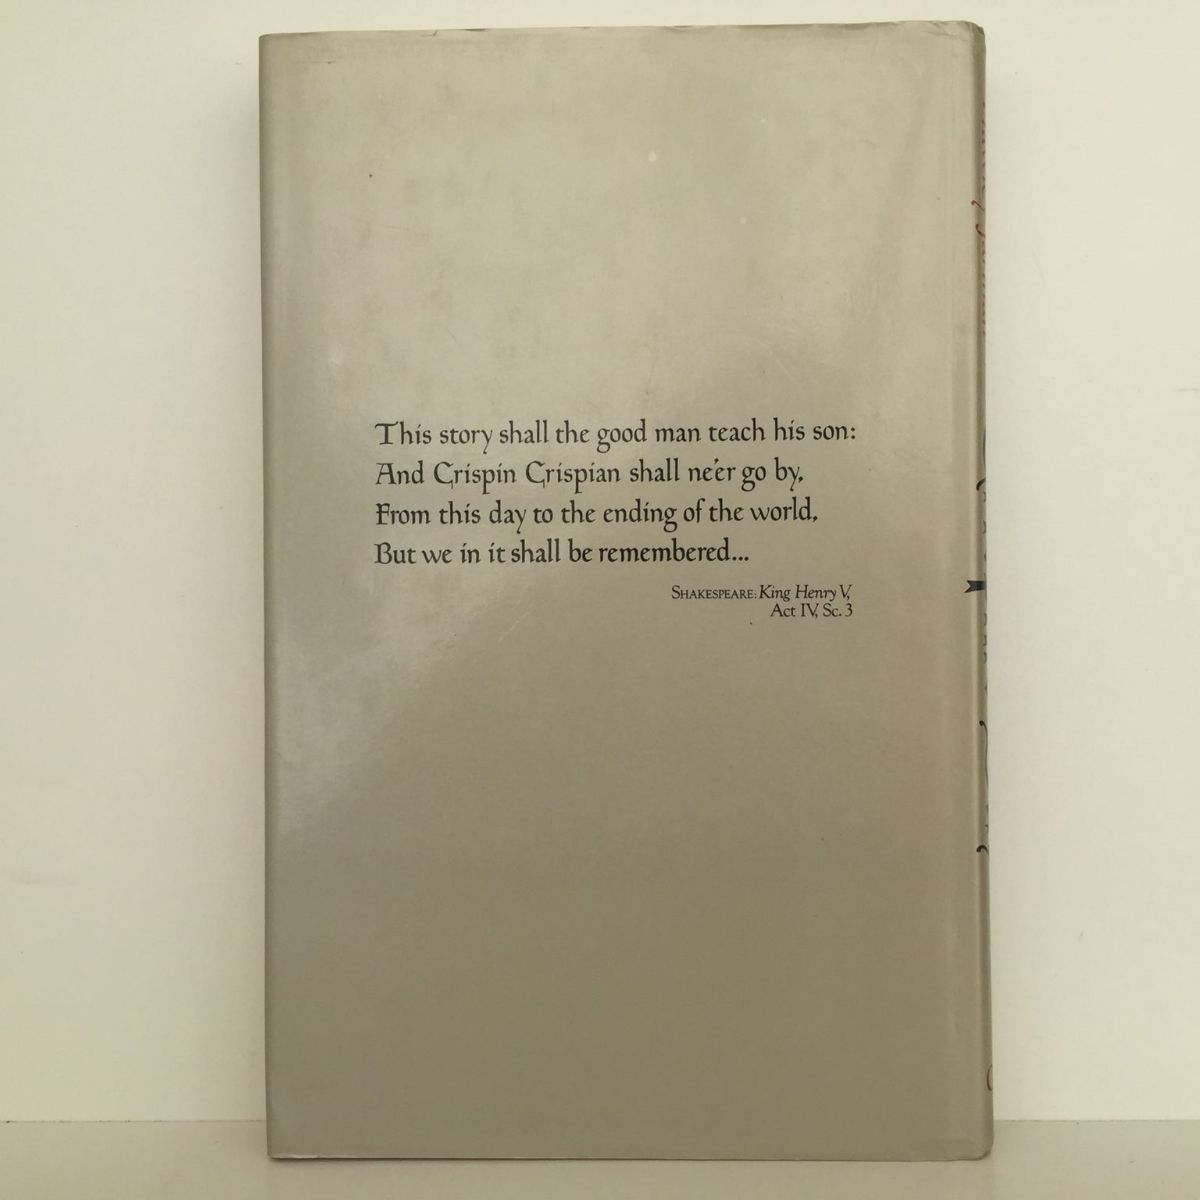 This story shall the good man teach his son:
And Crispin Crispian shall ne'er go by,
From this day to the ending of the world,
But we in it shall be remembered...
SHAKESPEARE: King Henry V,
Act IV, Sc. 3